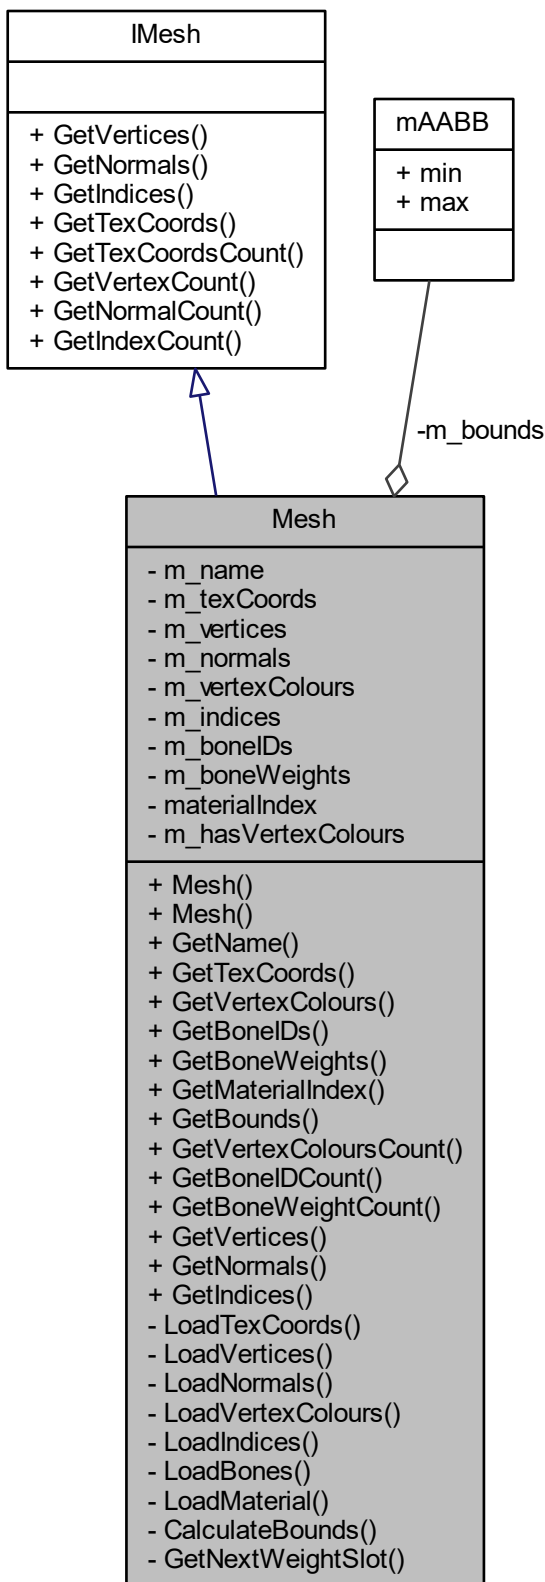 IMesh
+ GetVertices()
+ GetNormals()
+ GetIndices()
+ GetTexCoords()
+ GetTexCoordsCount()
+ GetVertexCount()
+ GetNormalCount()
+ GetIndexCount()
mAABB
+ min
+ max
-m_bounds
Mesh
- m_name
- m_texCoords
- m_vertices
- m_normals
- m_vertexColours
- m_indices
- m_boneIDs
- m_boneWeights
- materialIndex
- m_hasVertexColours
+ Mesh()
+ Mesh()
+ GetName()
+ GetTexCoords()
+ GetVertexColours()
+ GetBoneIDs()
+ GetBoneWeights()
+ GetMaterialIndex()
+ GetBounds()
+ GetVertexColoursCount()
+ GetBoneIDCount()
+ GetBoneWeightCount()
+ GetVertices()
+ GetNormals()
+ GetIndices()
- LoadTexCoords()
- LoadVertices()
- LoadNormals()
- LoadVertexColours()
- LoadIndices()
- LoadBones()
- LoadMaterial()
- CalculateBounds()
- GetNextWeightSlot()